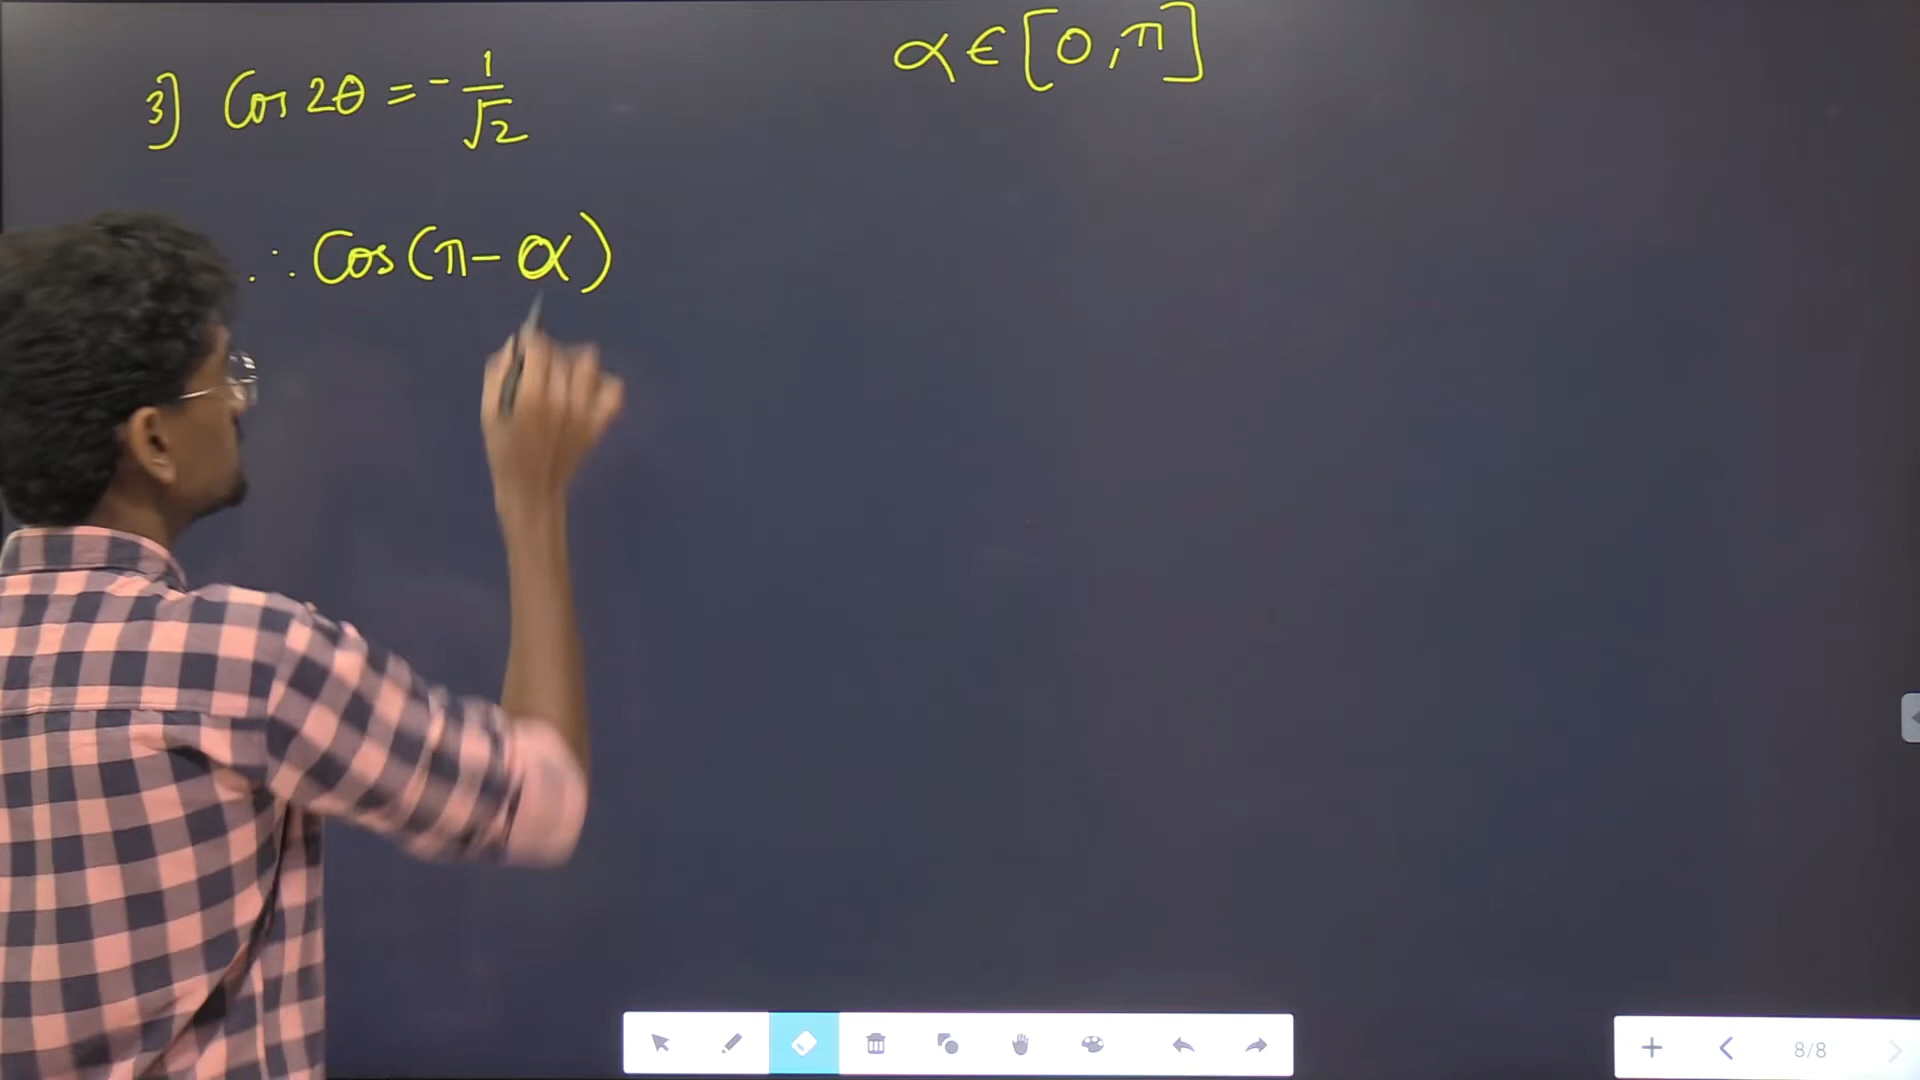 α ∈ [0, π]
3] Cos 2θ = - 1/√2
∴ Cos(π - α)
8/8